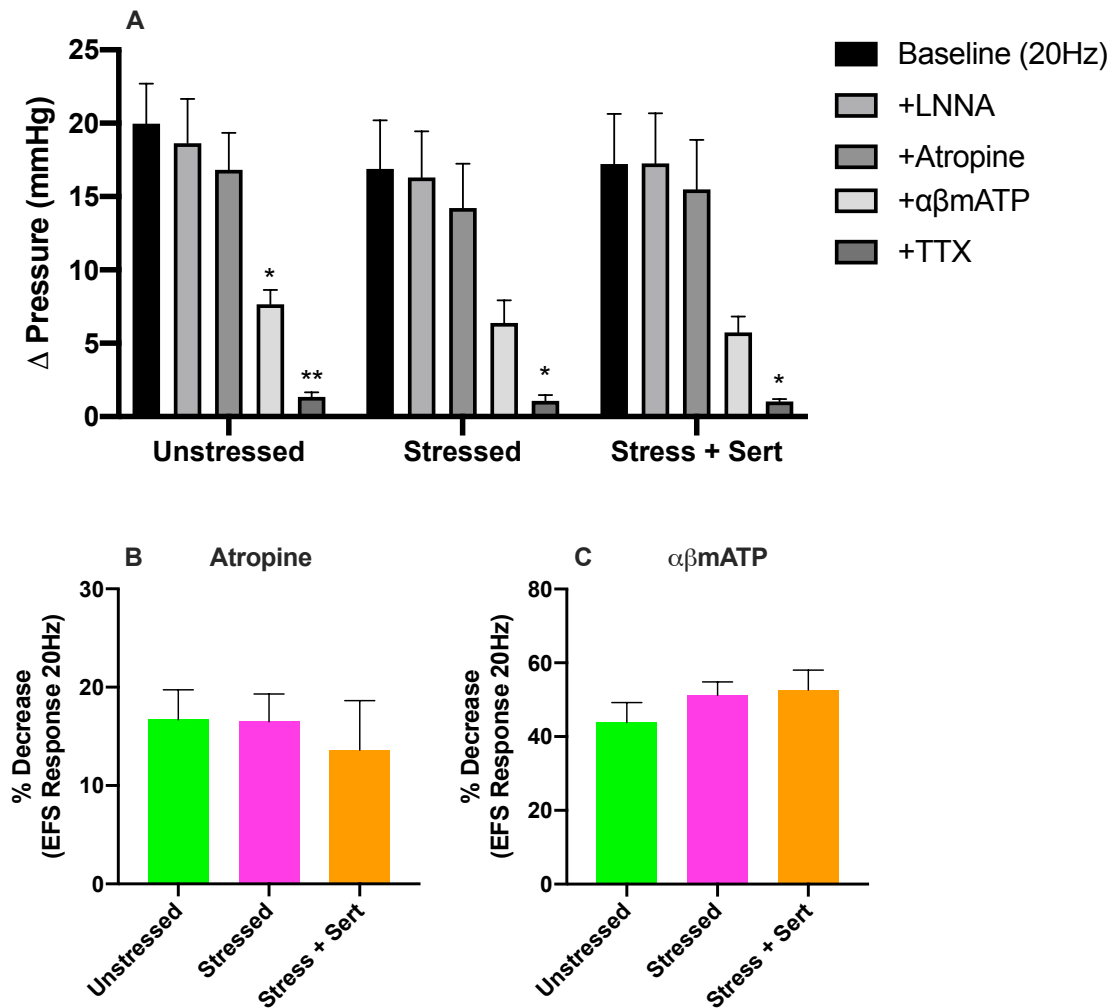 A
Δ Pressure (mmHg)
25
20
15
10
5
0
*
**
*
*
Unstressed
Stressed
Stress + Sert
Baseline (20Hz)
+LNNA
+Atropine
+αβmATP
+TTX
B
Atropine
% Decrease
(EFS Response 20Hz)
30
20
10
0
Unstressed
Stressed
Stress + Sert
C
αβmATP
% Decrease
(EFS Response 20Hz)
80
60
40
20
0
Unstressed
Stressed
Stress + Sert